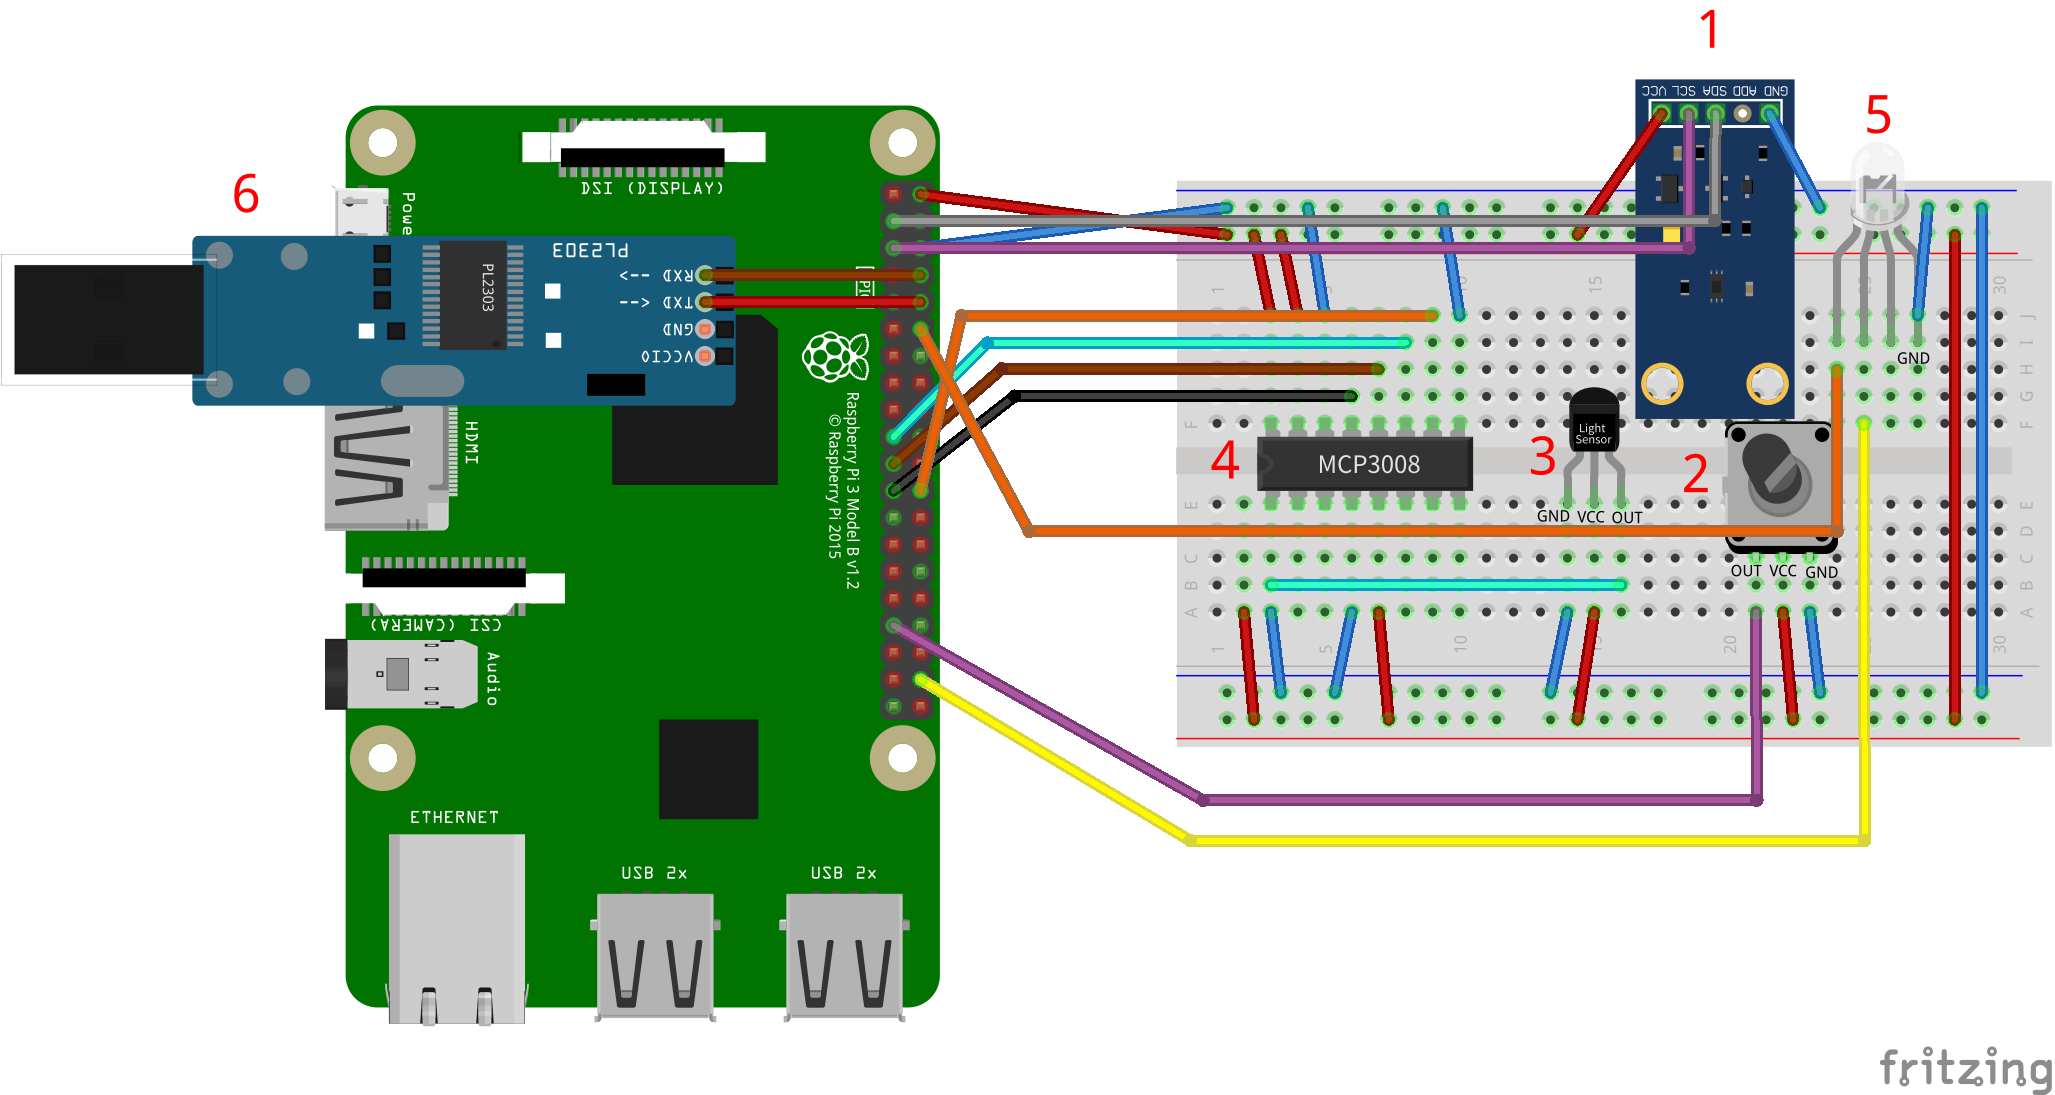 1
VCC SCL SDA ADD GND
5
6
DSI (DISPLAY)
Powe
PL2303
PL2303
RXD -->
TXD <--
GND
VCCIO
HDMI
Raspberry Pi 3 Model B v1.2
© Raspberry Pi 2015
1
15
30
J
I
H
G
F
F
GND
Light
Sensor
4
MCP3008
3
2
E
E
D
D
C
C
B
B
A
A
GND VCC OUT
OUT VCC GND
1
5
10
20
30
CSI (CAMERA)
Audio
ETHERNET
USB 2x
USB 2x
fritzing